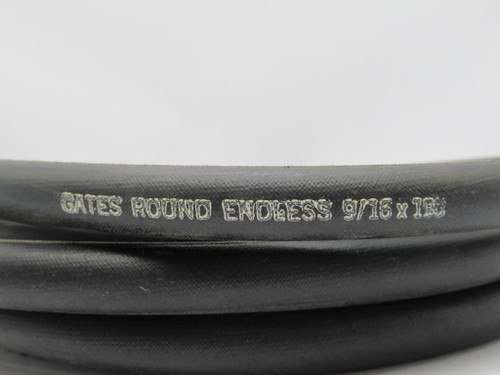 GATES ROUND ENDLESS 9/16 x